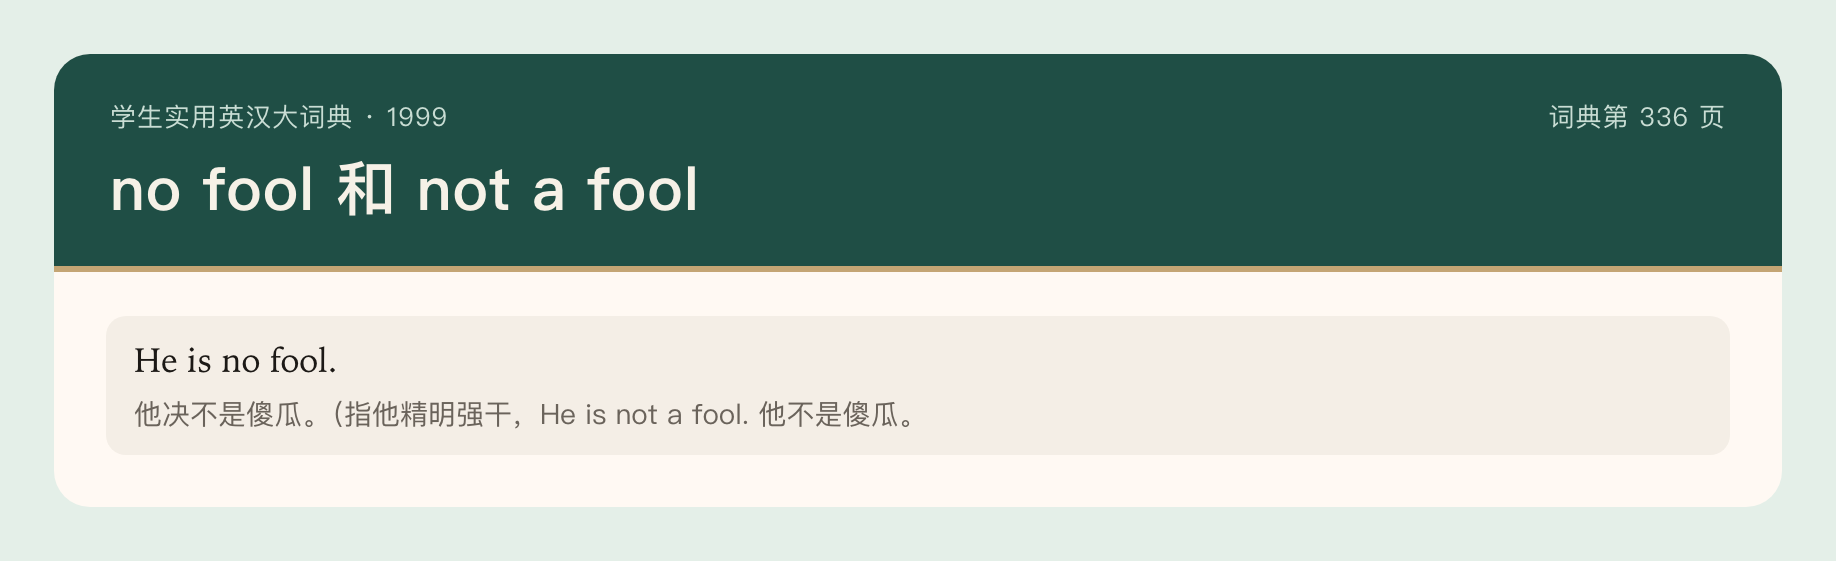 学生实用英汉大词典 · 1999
词典第 336 页
no fool 和 not a fool
He is no fool.
他决不是傻瓜。(指他精明强干，He is not a fool. 他不是傻瓜。